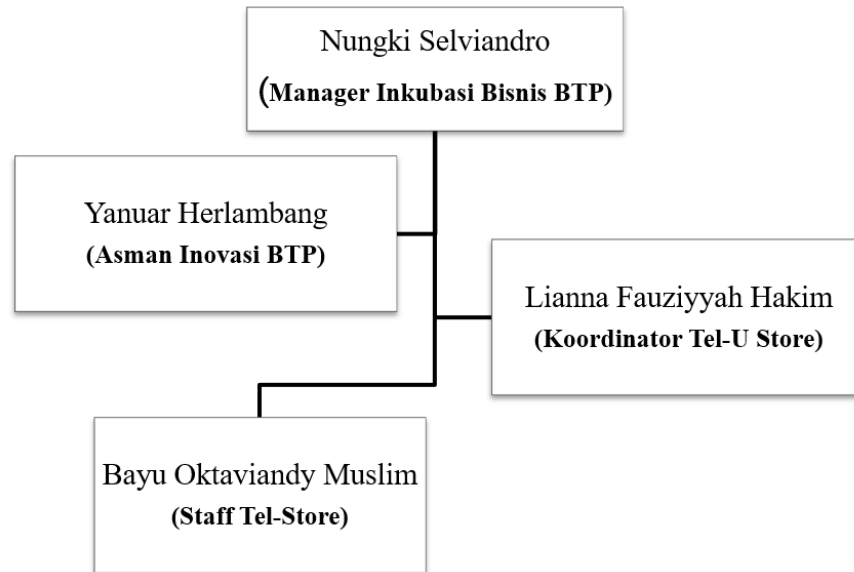 Nungki Selviandro
(Manager Inkubasi Bisnis BTP)
Yanuar Herlambang
(Asman Inovasi BTP)
Lianna Fauziyyah Hakim
(Koordinator Tel-U Store)
Bayu Oktaviandy Muslim
(Staff Tel-Store)